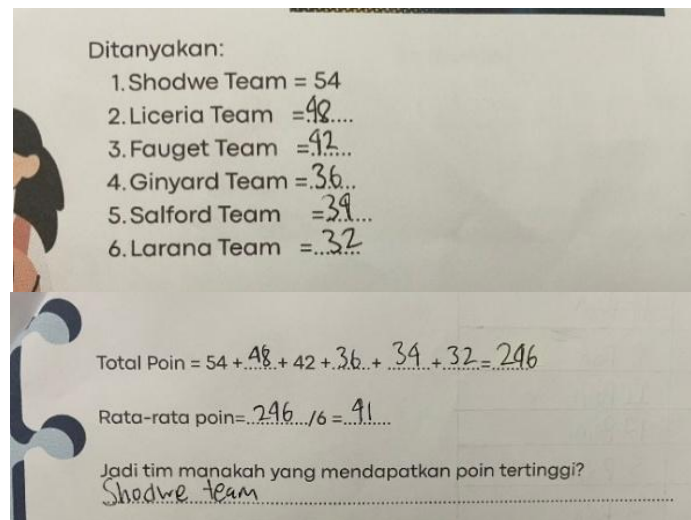 Ditanyakan:
1. Shodwe Team = 54
2. Liceria Team = 48....
3. Fauget Team = 42...
4. Ginyard Team = 36...
5. Salford Team = 34...
6. Larana Team = ...32
Total Poin = 54 + 48 + 42 + 36 + 34 + 32 = 246
Rata-rata poin= 246 /6 = 41
Jadi tim manakah yang mendapatkan poin tertinggi?
Shodwe team